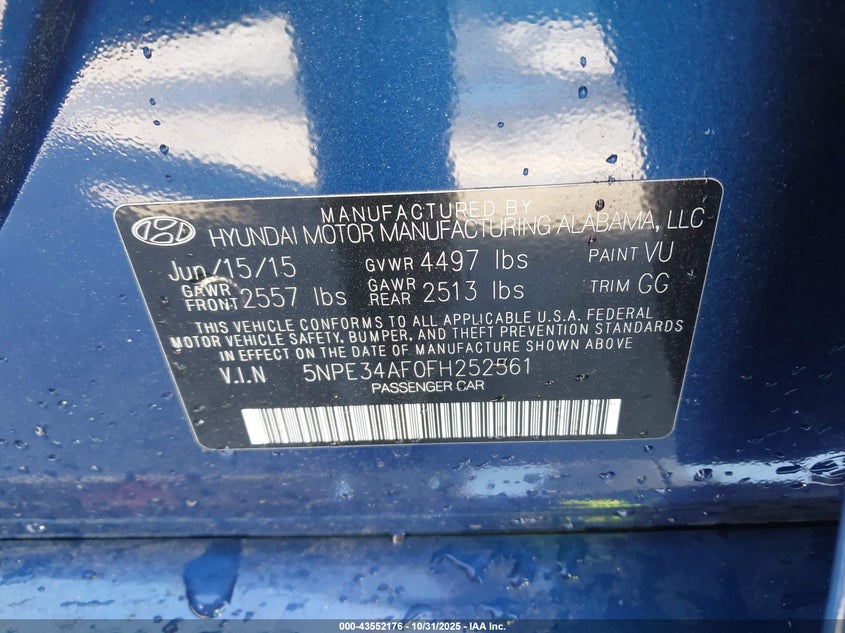 MANUFACTURED BY
HYUNDAI MOTOR MANUFACTURING ALABAMA, LLC
Jun/15/15 GVWR 4497 lbs PAINT VU
GAWR FRONT 2557 lbs GAWR REAR 2513 lbs TRIM GG
THIS VEHICLE CONFORMS TO ALL APPLICABLE U.S.A. FEDERAL
MOTOR VEHICLE SAFETY, BUMPER, AND THEFT PREVENTION STANDARDS
IN EFFECT ON THE DATE OF MANUFACTURE SHOWN ABOVE
V.I.N 5NPE34AF0FH252561
PASSENGER CAR
000-43552176 - 10/31/2025 - IAA Inc.